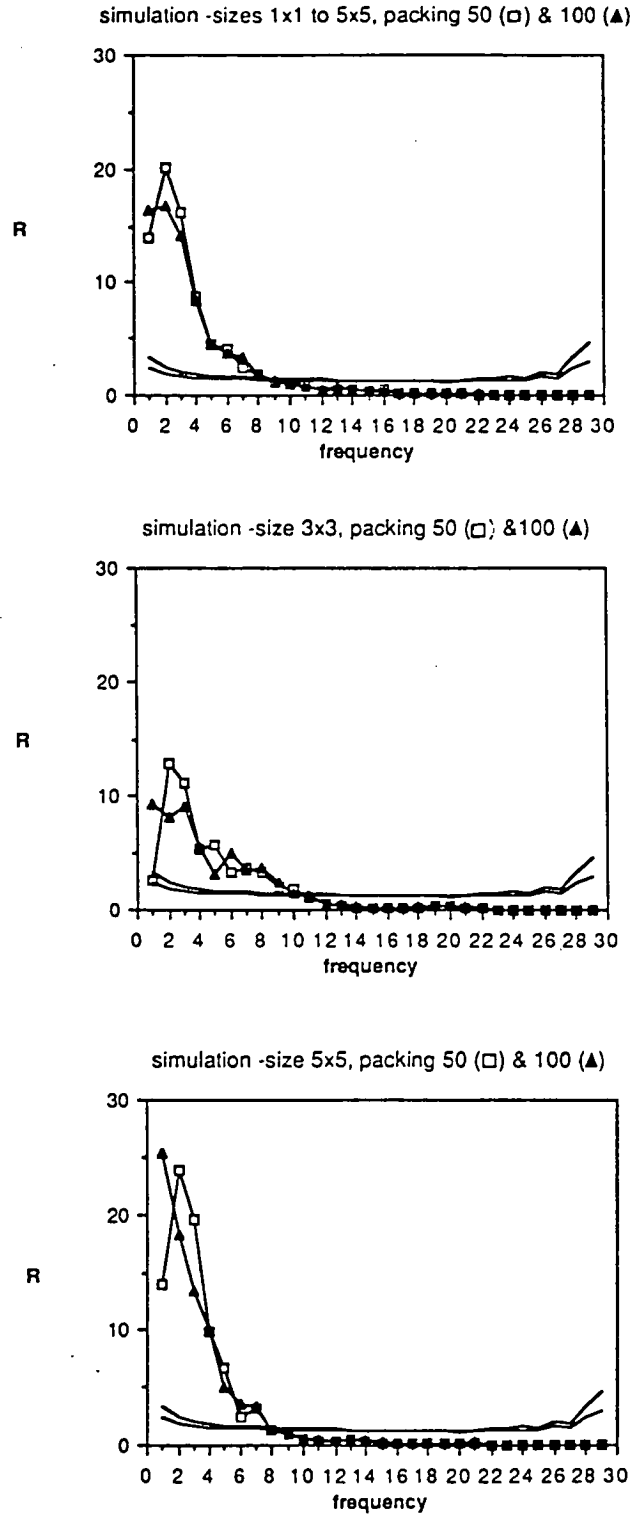 simulation -sizes 1x1 to 5x5, packing 50 (□) & 100 (▲)
30
20
R
10
0
0 2 4 6 8 10 12 14 16 18 20 22 24 26 28 30
frequency
simulation -size 3x3, packing 50 (□) &100 (▲)
30
20
R
10
0
0 2 4 6 8 10 12 14 16 18 20 22 24 26 28 30
frequency
simulation -size 5x5, packing 50 (□) & 100 (▲)
30
20
R
10
0
0 2 4 6 8 10 12 14 16 18 20 22 24 26 28 30
frequency